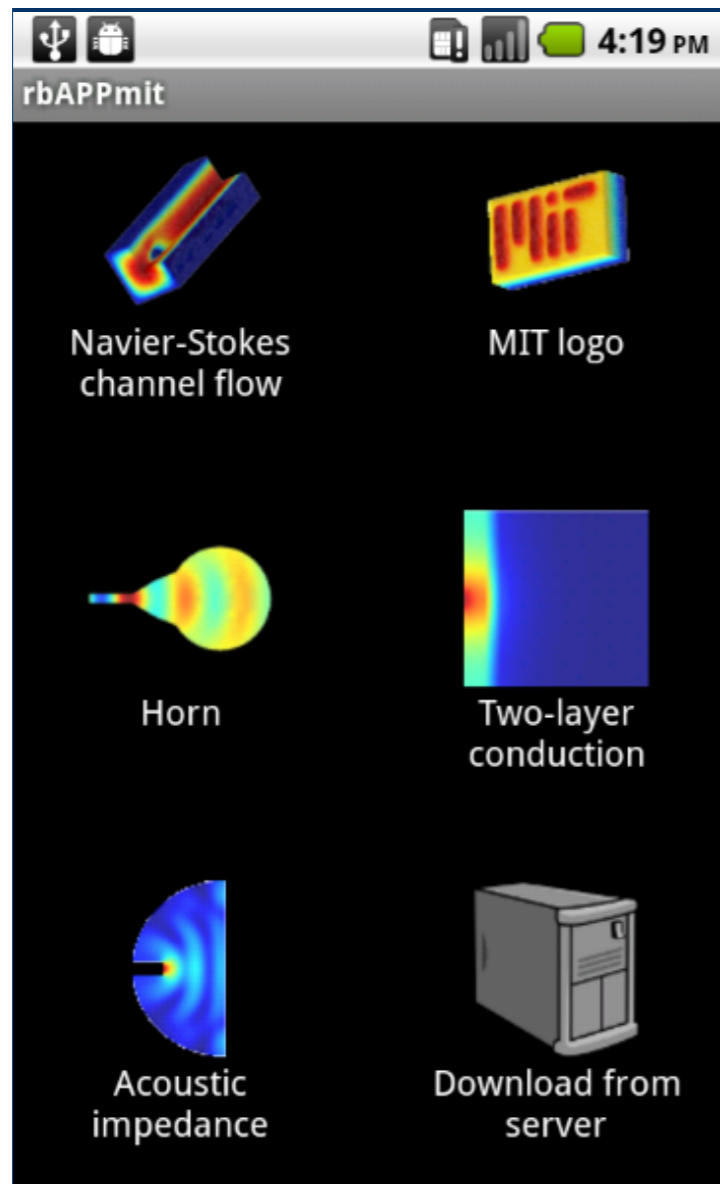 4:19 PM
rbAPPmit
Navier-Stokes
channel flow
MIT logo
Horn
Two-layer
conduction
Acoustic
impedance
Download from
server